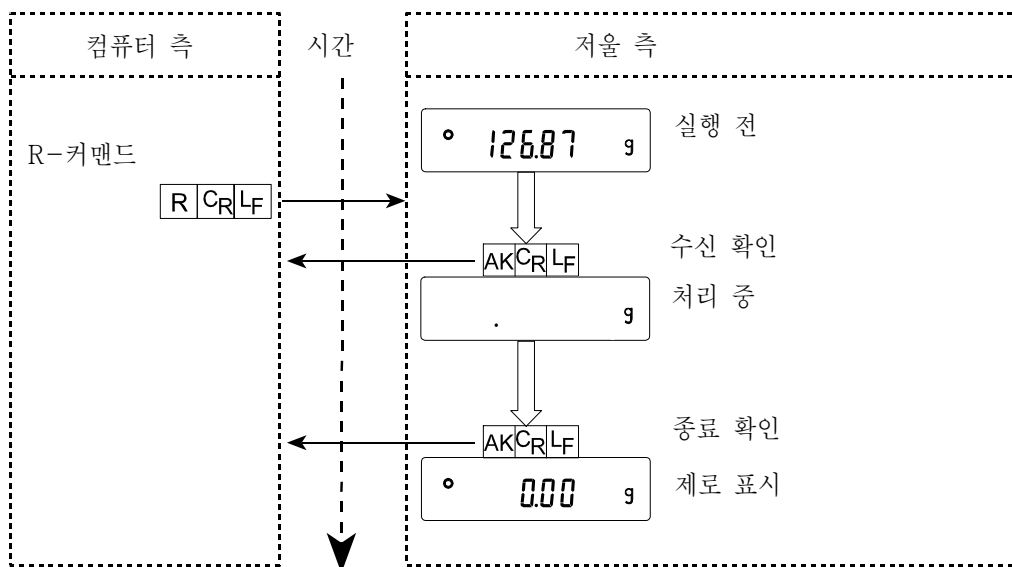 컴퓨터 측
시간
저울 측
126.87 g
실행 전
R-커맨드
R CR LF
수신 확인
AK CR LF
처리 중
. g
종료 확인
AK CR LF
0.00 g
제로 표시